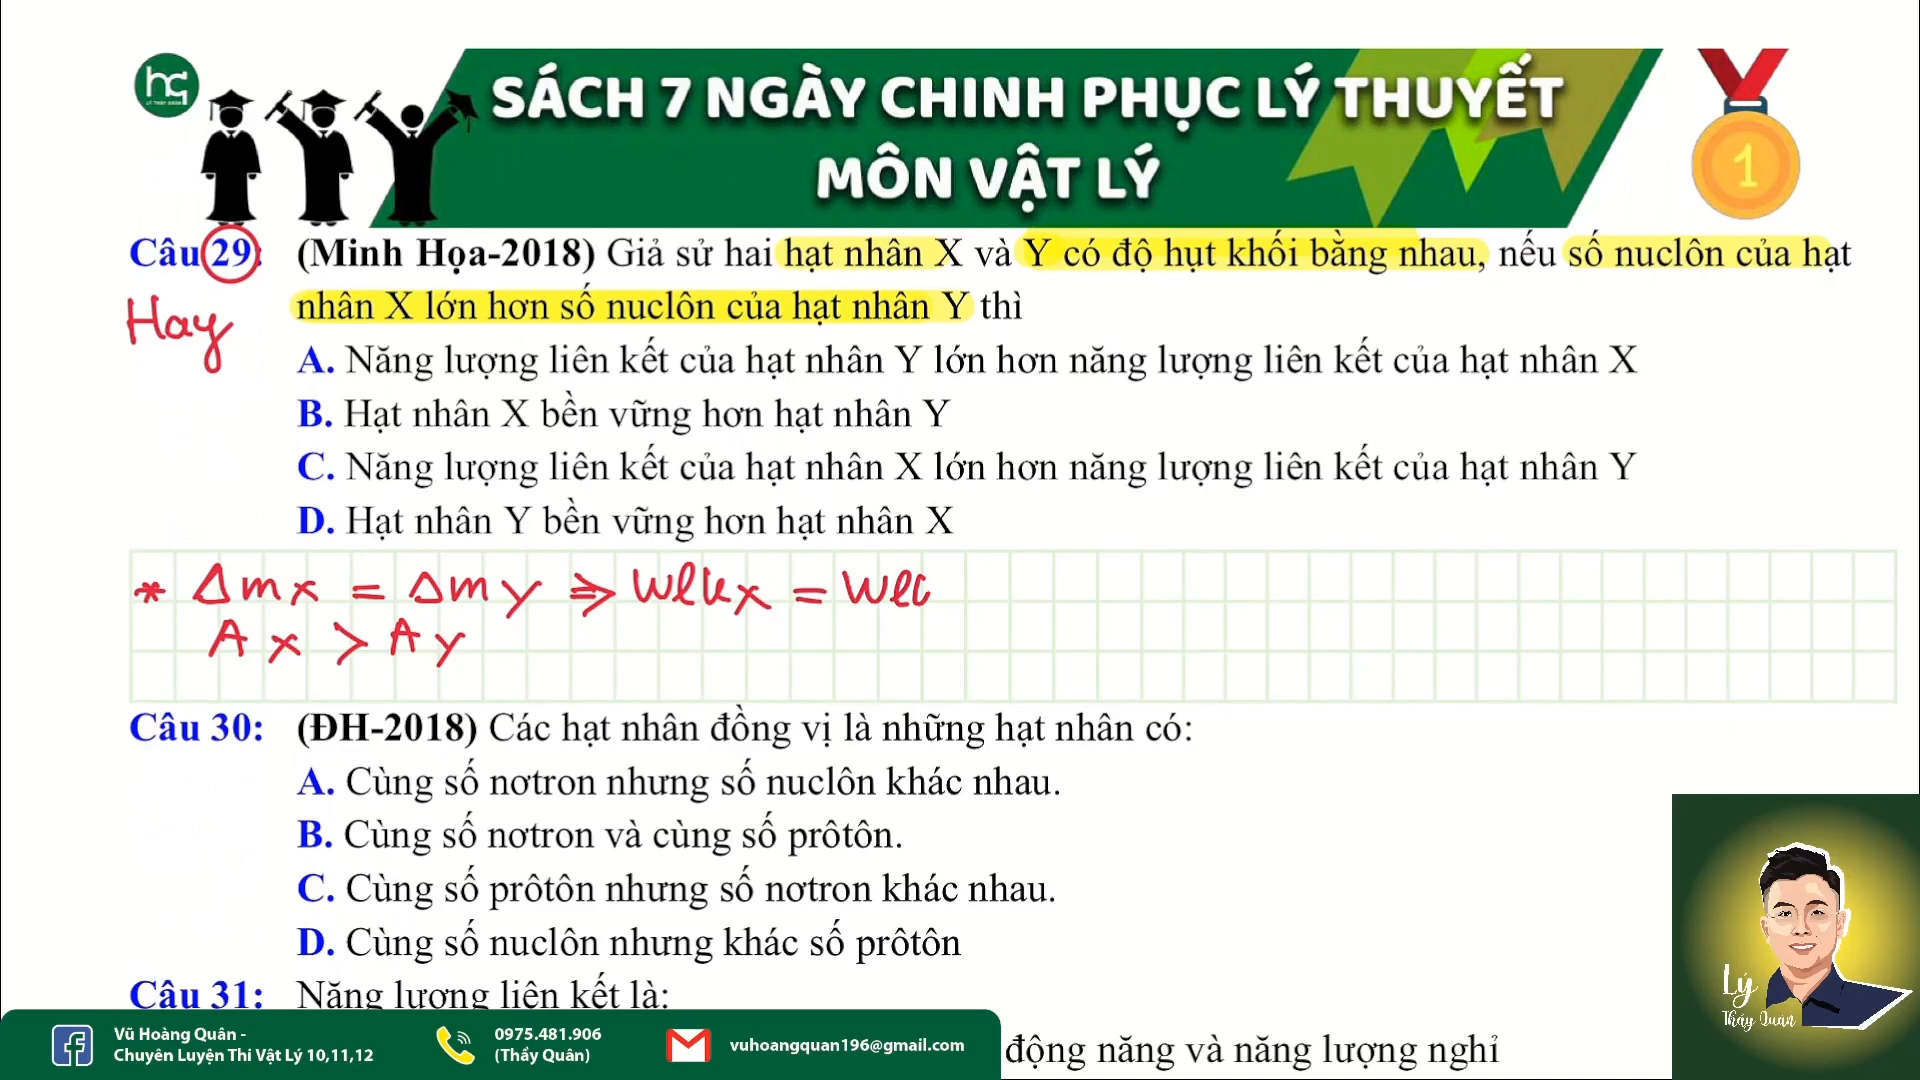 hq
LÝ THẦY QUÂN
SÁCH 7 NGÀY CHINH PHỤC LÝ THUYẾT
MÔN VẬT LÝ
1
Câu 29: (Minh Họa-2018) Giả sử hai hạt nhân X và Y có độ hụt khối bằng nhau, nếu số nuclôn của hạt
nhân X lớn hơn số nuclôn của hạt nhân Y thì
Hay
A. Năng lượng liên kết của hạt nhân Y lớn hơn năng lượng liên kết của hạt nhân X
B. Hạt nhân X bền vững hơn hạt nhân Y
C. Năng lượng liên kết của hạt nhân X lớn hơn năng lượng liên kết của hạt nhân Y
D. Hạt nhân Y bền vững hơn hạt nhân X
* Δmx = Δmy ⇒ Wlkx = Wl
Ax > Ay
Câu 30: (ĐH-2018) Các hạt nhân đồng vị là những hạt nhân có:
A. Cùng số nơtron nhưng số nuclôn khác nhau.
B. Cùng số nơtron và cùng số prôtôn.
C. Cùng số prôtôn nhưng số nơtron khác nhau.
D. Cùng số nuclôn nhưng khác số prôtôn
Câu 31: Năng lượng liên kết là:
động năng và năng lượng nghỉ
Vũ Hoàng Quân -
Chuyên Luyện Thi Vật Lý 10,11,12
0975.481.906
(Thầy Quân)
vuhoangquan196@gmail.com
Lý
Thầy Quân